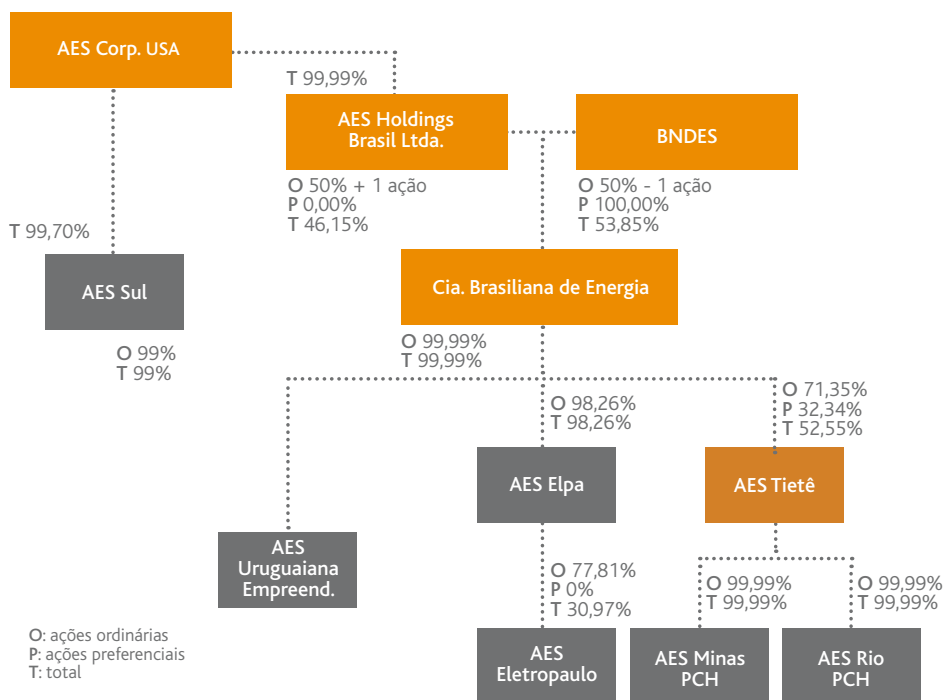 AES Corp. USA
T 99,99%
AES Holdings
Brasil Ltda.
BNDES
O 50% + 1 ação
P 0,00%
T 46,15%
O 50% - 1 ação
P 100,00%
T 53,85%
T 99,70%
AES Sul
Cia. Brasiliana de Energia
O 99%
T 99%
O 99,99%
T 99,99%
O 98,26%
T 98,26%
O 71,35%
P 32,34%
T 52,55%
AES Elpa
AES Tietê
AES
Uruguaiana
Empreend.
O 77,81%
P 0%
T 30,97%
O 99,99%
T 99,99%
O 99,99%
T 99,99%
AES
Eletropaulo
AES Minas
PCH
AES Rio
PCH
O: ações ordinárias
P: ações preferenciais
T: total